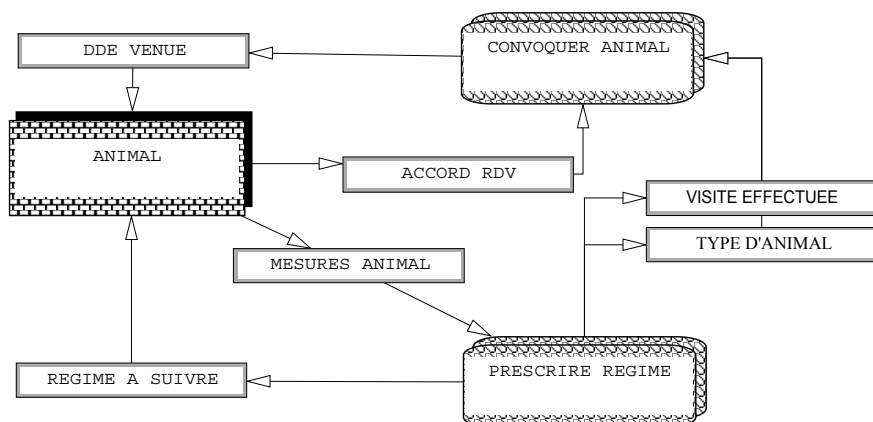 DDE VENUE
CONVOQUER ANIMAL
ANIMAL
ACCORD RDV
VISITE EFFECTUEE
TYPE D'ANIMAL
MESURES ANIMAL
REGIME A SUIVRE
PRESCRIRE REGIME